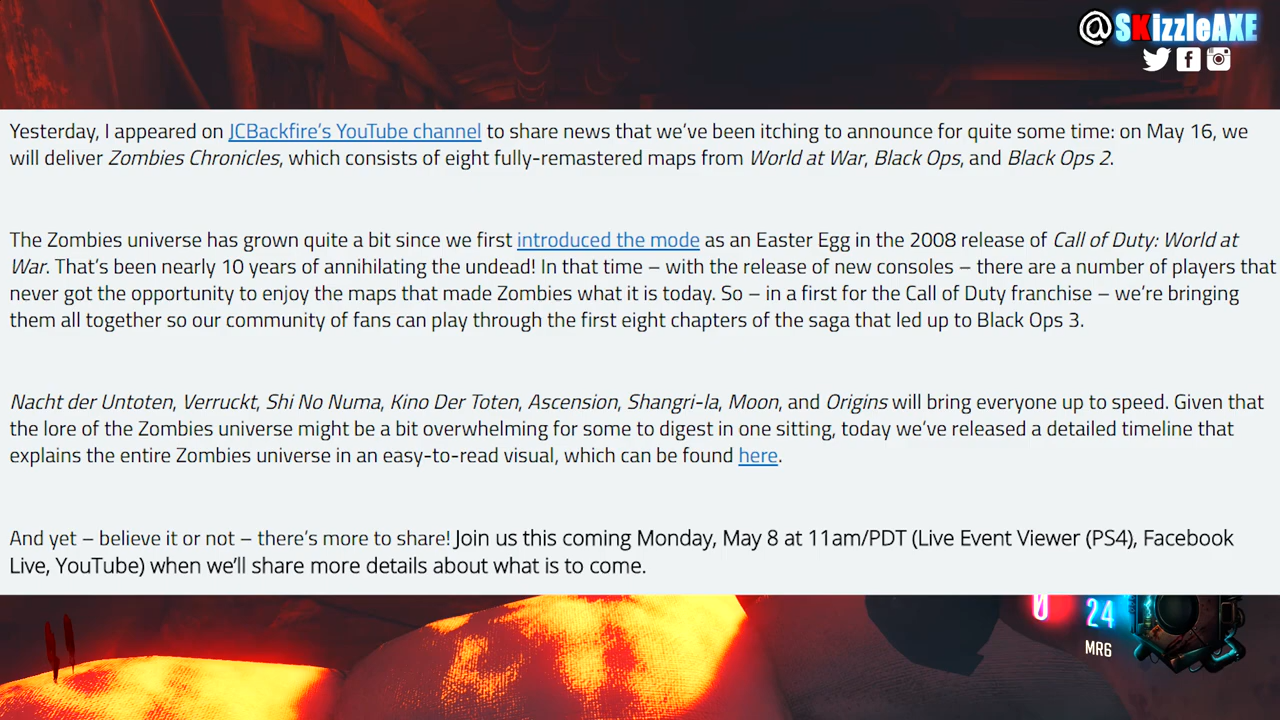 @SKizzleAXE
Yesterday, I appeared on JCBackfire's YouTube channel to share news that we've been itching to announce for quite some time: on May 16, we
will deliver Zombies Chronicles, which consists of eight fully-remastered maps from World at War, Black Ops, and Black Ops 2.
The Zombies universe has grown quite a bit since we first introduced the mode as an Easter Egg in the 2008 release of Call of Duty: World at
War. That's been nearly 10 years of annihilating the undead! In that time – with the release of new consoles – there are a number of players that
never got the opportunity to enjoy the maps that made Zombies what it is today. So – in a first for the Call of Duty franchise – we're bringing
them all together so our community of fans can play through the first eight chapters of the saga that led up to Black Ops 3.
Nacht der Untoten, Verruckt, Shi No Numa, Kino Der Toten, Ascension, Shangri-la, Moon, and Origins will bring everyone up to speed. Given that
the lore of the Zombies universe might be a bit overwhelming for some to digest in one sitting, today we've released a detailed timeline that
explains the entire Zombies universe in an easy-to-read visual, which can be found here.
And yet – believe it or not – there's more to share! Join us this coming Monday, May 8 at 11am/PDT (Live Event Viewer (PS4), Facebook
Live, YouTube) when we'll share more details about what is to come.
0 24
MR6